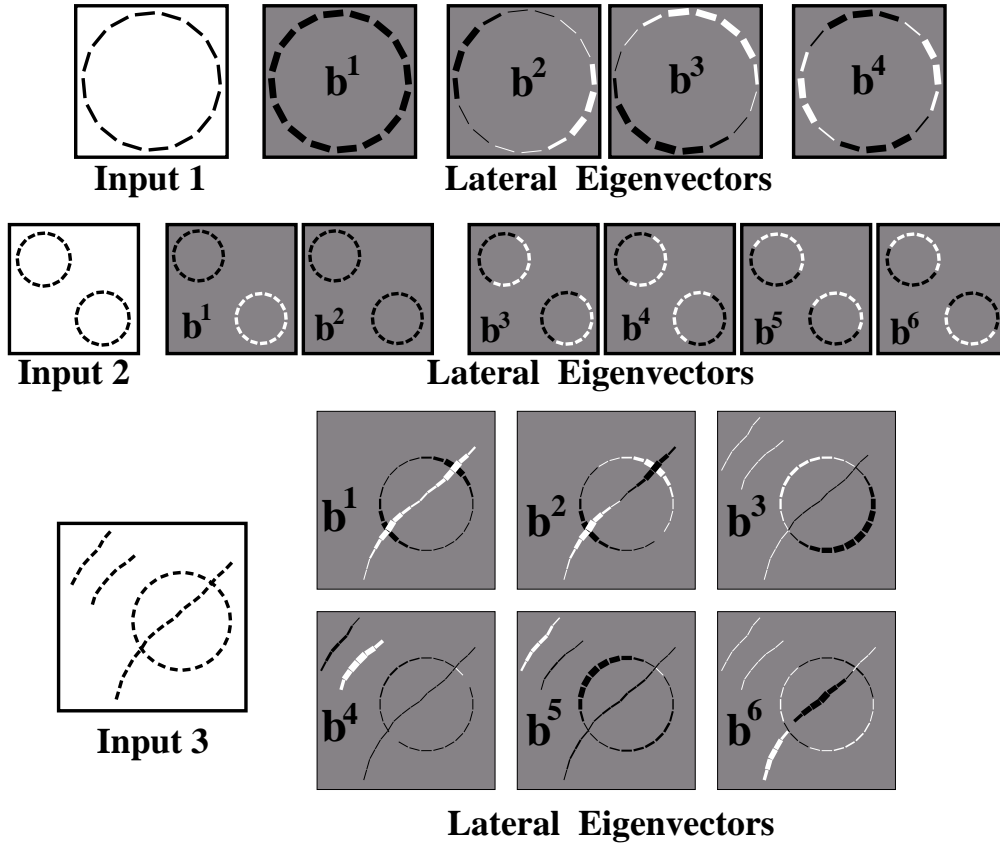 b¹ b² b³ b⁴
Input 1 Lateral Eigenvectors
b¹ b² b³ b⁴ b⁵ b⁶
Input 2 Lateral Eigenvectors
b¹ b² b³
b⁴ b⁵ b⁶
Input 3
Lateral Eigenvectors